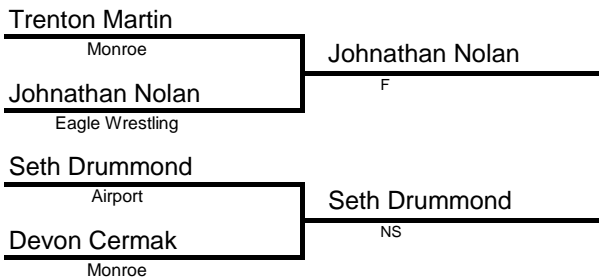 Trenton Martin
Monroe
Johnathan Nolan
F
Johnathan Nolan
Eagle Wrestling
Seth Drummond
Airport
Seth Drummond
NS
Devon Cermak
Monroe